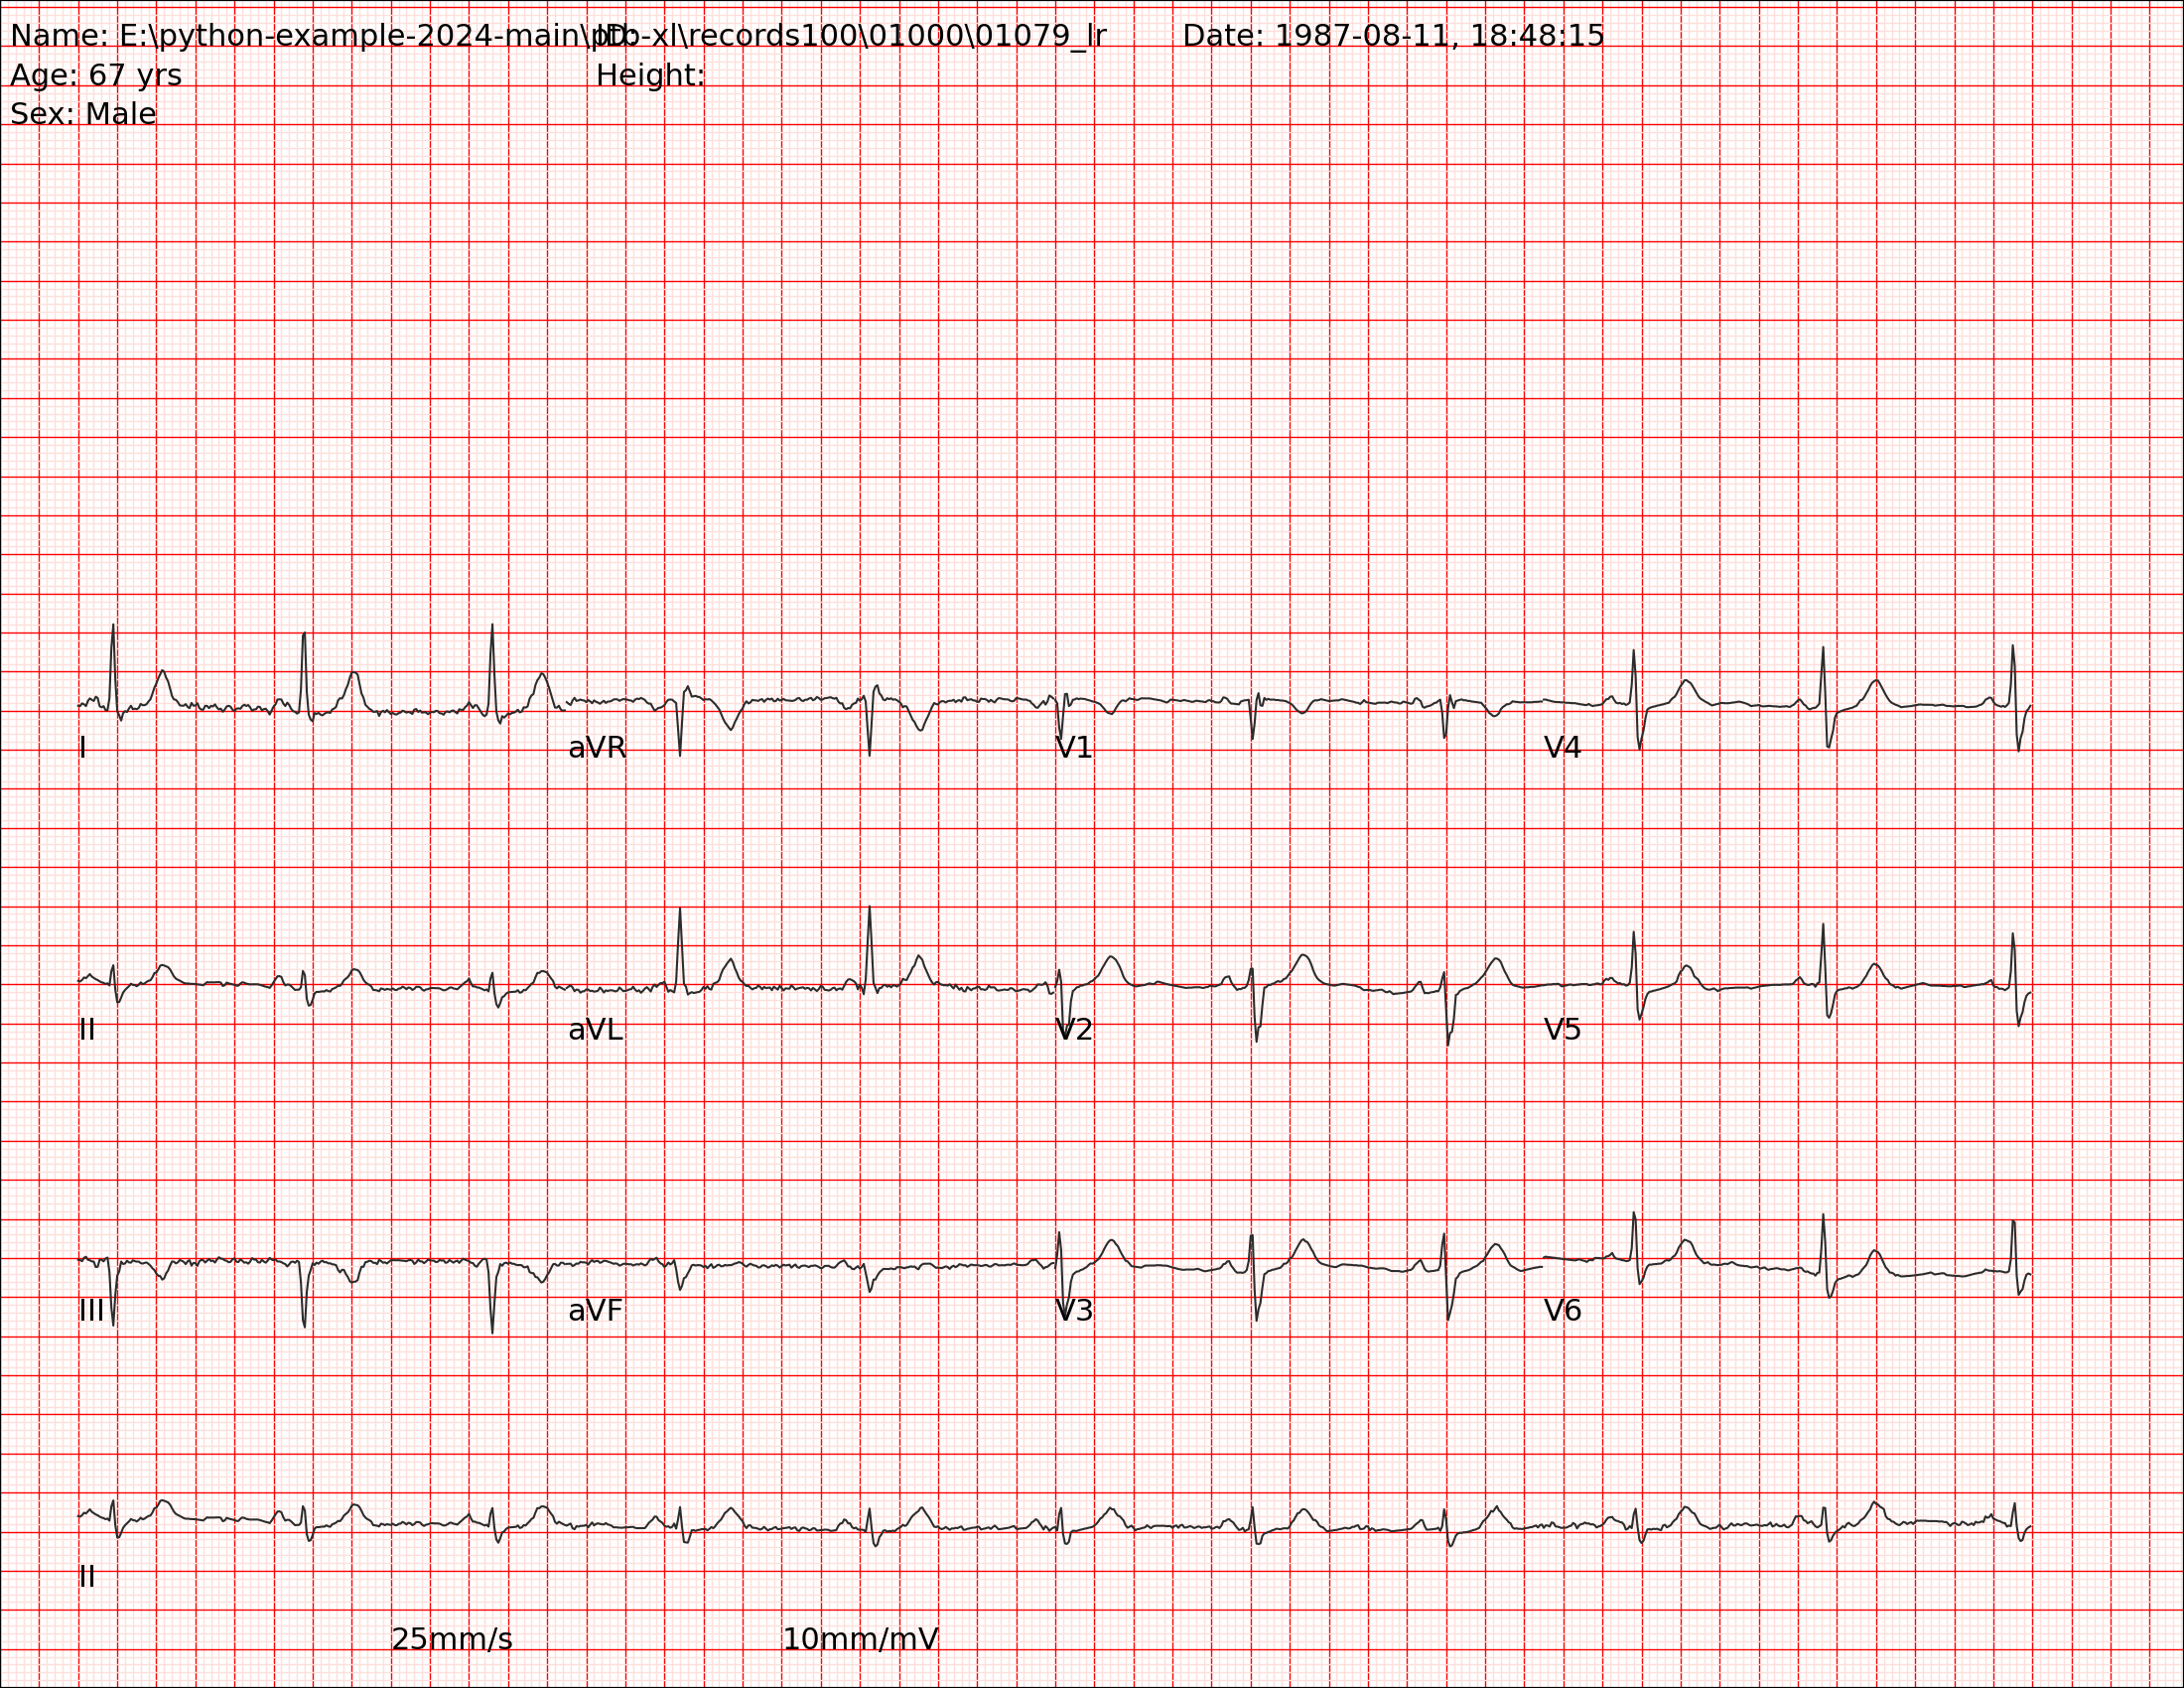 Name: E:\python-example-2024-main\ptb-xl\records100\01000\01079_lr ID: Date: 1987-08-11, 18:48:15
Age: 67 yrs Height:
Sex: Male
I aVR V1 V4
II aVL V2 V5
III aVF V3 V6
II
25mm/s 10mm/mV